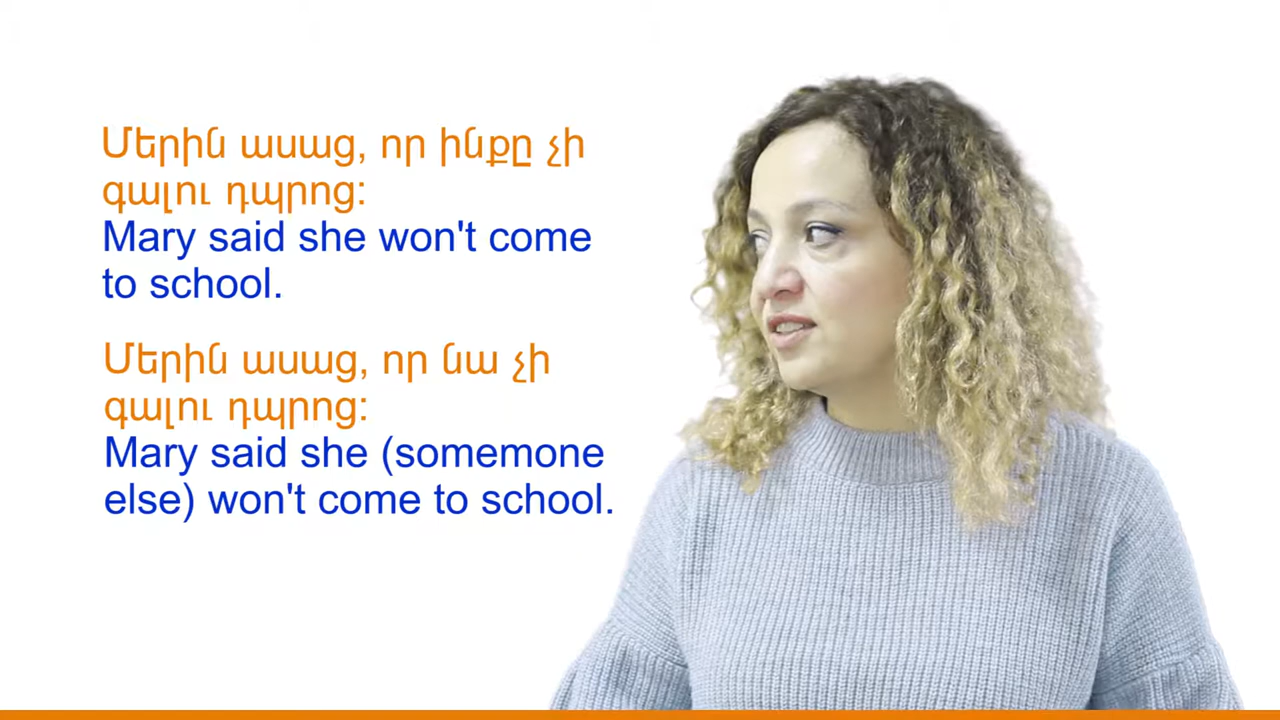 Մերին ասաց, որ ինքը չի
գալու դպրոց:
Mary said she won't come
to school.
Մերին ասաց, որ նա չի
գալու դպրոց:
Mary said she (somemone
else) won't come to school.